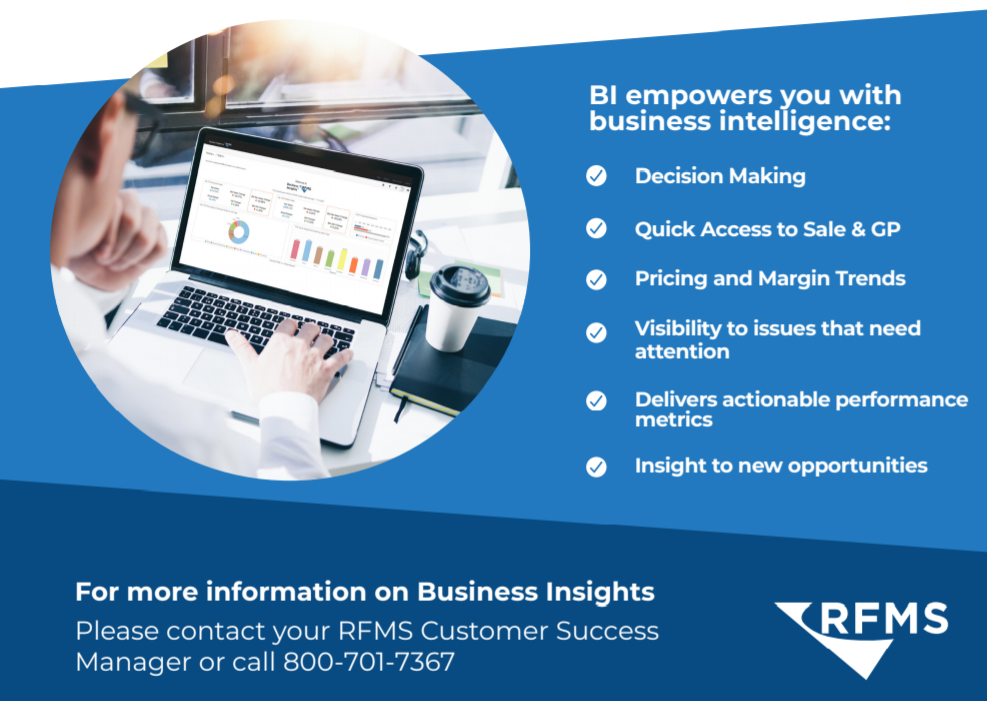 BI empowers you with
business intelligence:
Decision Making
Quick Access to Sale & GP
Pricing and Margin Trends
Visibility to issues that need
attention
Delivers actionable performance
metrics
Insight to new opportunities
For more information on Business Insights
Please contact your RFMS Customer Success
Manager or call 800-701-7367
RFMS